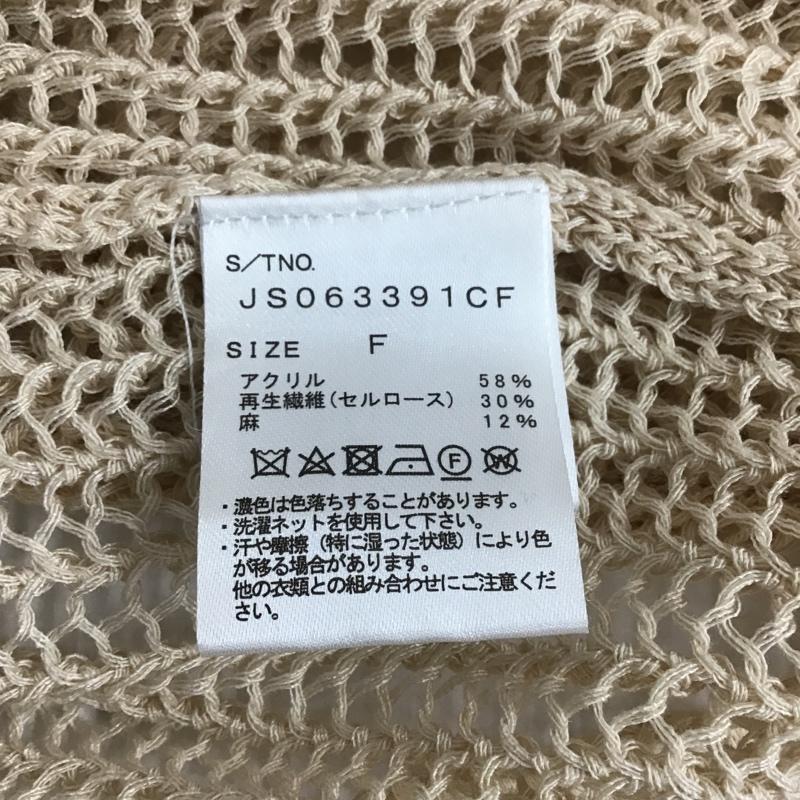 S/TNO.
JS063391CF
SIZE F
アクリル 58%
再生繊維(セルロース) 30%
麻 12%
F W
・濃色は色落ちすることがあります。
・洗濯ネットを使用して下さい。
・汗や摩擦(特に湿った状態)により色
が移る場合があります。
他の衣類との組み合わせにご注意くだ
さい。